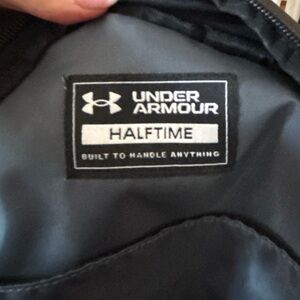 UNDER
ARMOUR
HALFTIME
BUILT TO HANDLE ANYTHING